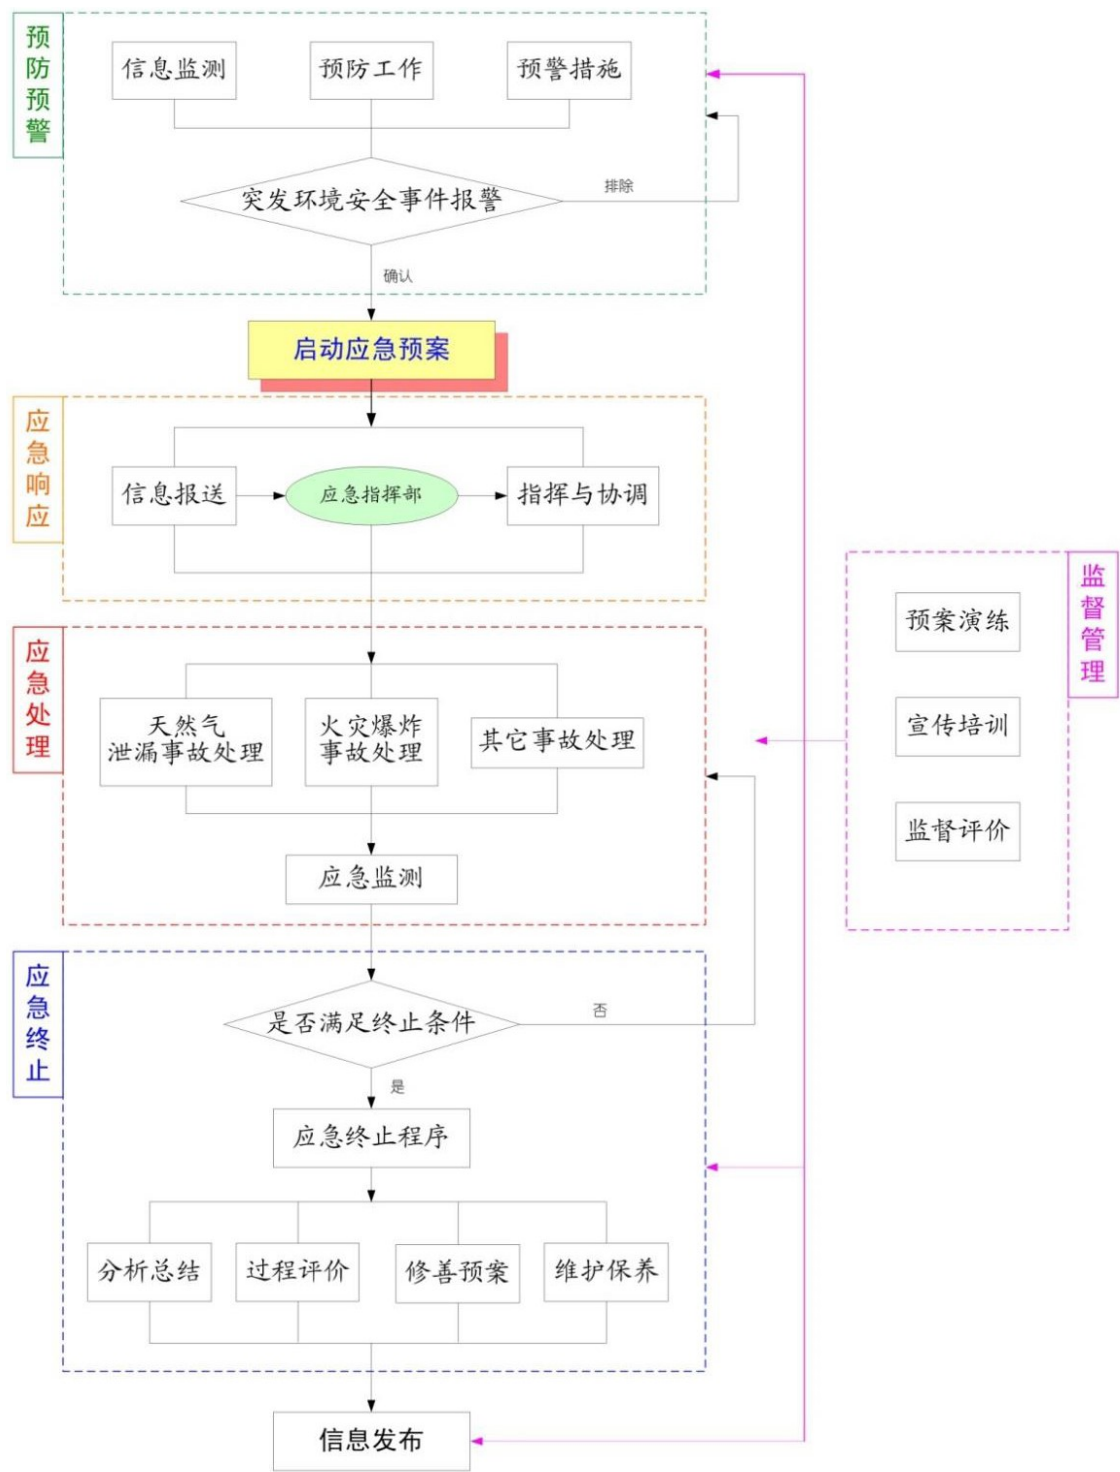 预防预警
信息监测
预防工作
预警措施
突发环境安全事件报警
排除
确认
启动应急预案
应急响应
信息报送
应急指挥部
指挥与协调
应急处理
天然气
泄漏事故处理
火灾爆炸
事故处理
其它事故处理
应急监测
监督管理
预案演练
宣传培训
监督评价
应急终止
是否满足终止条件
否
是
应急终止程序
分析总结
过程评价
修善预案
维护保养
信息发布